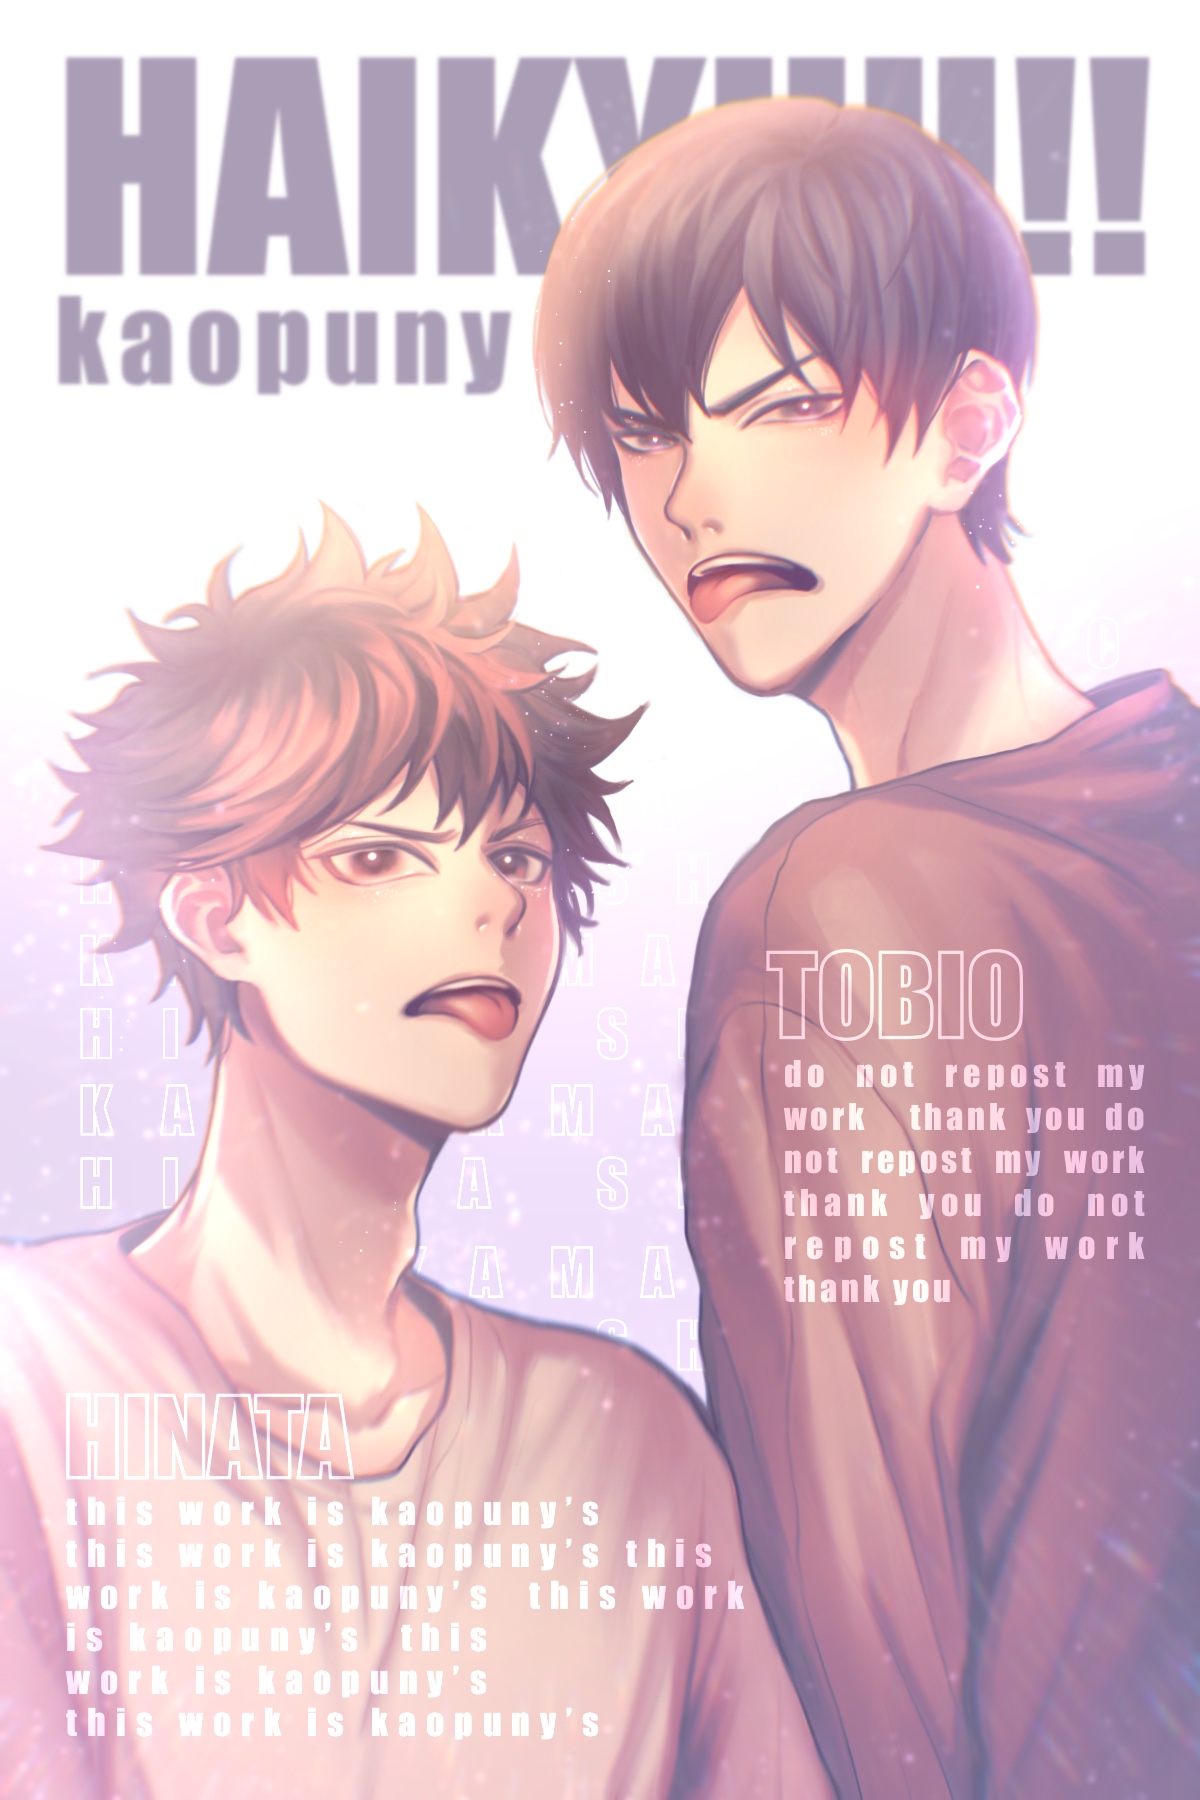 HAIKYUU!!
kaopuny
TOBIO
do not repost my
work thank you do
not repost my work
thank you do not
repost my work
thank you
HINATA
this work is kaopuny’s
this work is kaopuny’s this
work is kaopuny’s this work
is kaopuny’s this
work is kaopuny’s
this work is kaopuny’s